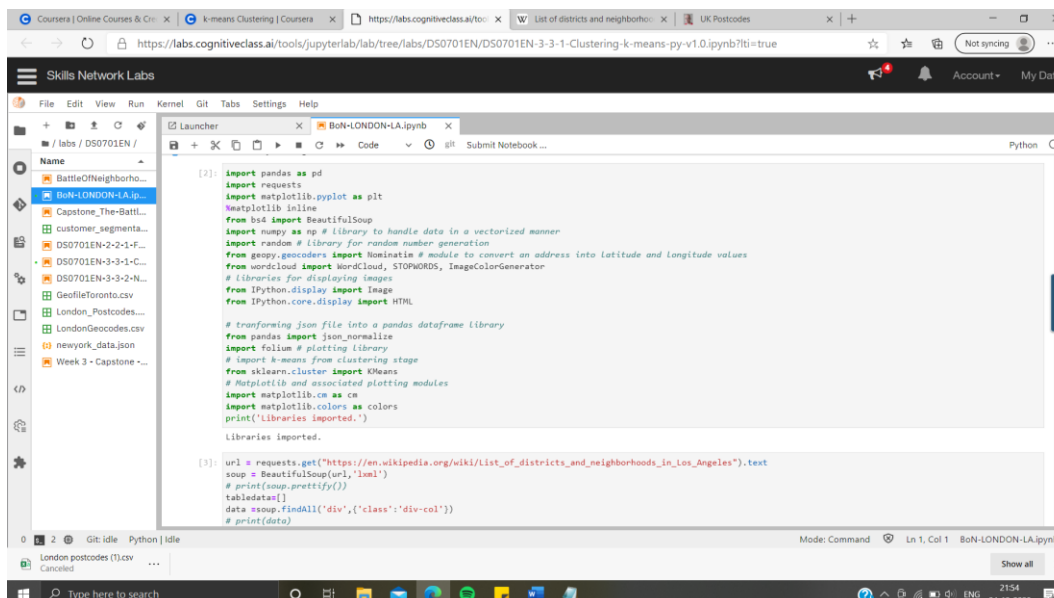 Coursera | Online Courses & Cre
k-means Clustering | Coursera
https://labs.cognitiveclass.ai/tool
List of districts and neighborhoo
UK Postcodes
https://labs.cognitiveclass.ai/tools/jupyterlab/lab/tree/labs/DS0701EN/DS0701EN-3-3-1-Clustering-k-means-py-v1.0.ipynb?lti=true
Not syncing
Skills Network Labs
4
Account
My Dat
File Edit View Run Kernel Git Tabs Settings Help
Launcher
BoN-LONDON-LA.ipynb
/ labs / DS0701EN /
Code
git
Submit Notebook ...
Python
Name
BattleOfNeighborho...
BoN-LONDON-LA.ip...
Capstone_The-Battl...
customer_segmenta...
DS0701EN-2-2-1-F...
DS0701EN-3-3-1-C...
DS0701EN-3-3-2-N...
GeofileToronto.csv
London_Postcodes....
LondonGeocodes.csv
newyork_data.json
Week 3 - Capstone -...
[2]: import pandas as pd
import requests
import matplotlib.pyplot as plt
%matplotlib inline
from bs4 import BeautifulSoup
import numpy as np # library to handle data in a vectorized manner
import random # library for random number generation
from geopy.geocoders import Nominatim # module to convert an address into latitude and longitude values
from wordcloud import WordCloud, STOPWORDS, ImageColorGenerator
# libraries for displaying images
from IPython.display import Image
from IPython.core.display import HTML
# tranforming json file into a pandas dataframe library
from pandas import json_normalize
import folium # plotting library
# import k-means from clustering stage
from sklearn.cluster import KMeans
# Matplotlib and associated plotting modules
import matplotlib.cm as cm
import matplotlib.colors as colors
print('Libraries imported.')
Libraries imported.
[3]: url = requests.get("https://en.wikipedia.org/wiki/List_of_districts_and_neighborhoods_in_Los_Angeles").text
soup = BeautifulSoup(url,'lxml')
# print(soup.prettify())
tabledata=[]
data =soup.findAll('div',{'class':'div-col'})
# print(data)
0
2
Git: idle
Python | Idle
Mode: Command
Ln 1, Col 1
BoN-LONDON-LA.ipyn
London postcodes (1).csv
Canceled
Show all
Type here to search
ENG
21:54